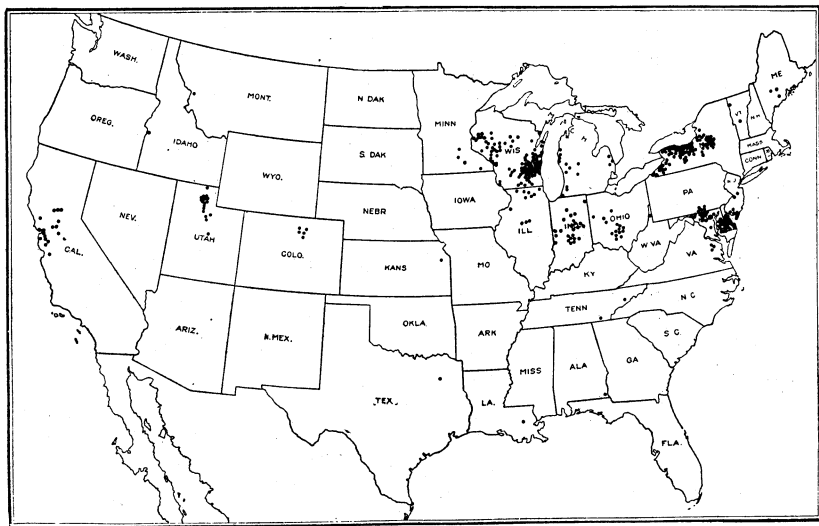 WASH.
OREG.
CAL.
NEV.
IDAHO
MONT.
WYO.
UTAH
ARIZ.
COLO.
N.MEX.
N DAK
S. DAK
NEBR
KANS
OKLA.
TEX.
MINN
IOWA
MO
ARK
LA.
WIS
ILL
MISS
IND
OHIO
KY
TENN
ALA
GA
FLA.
S C.
N C
VA
W VA
PA
N J
ME
VT
N.H.
MASS
CONN